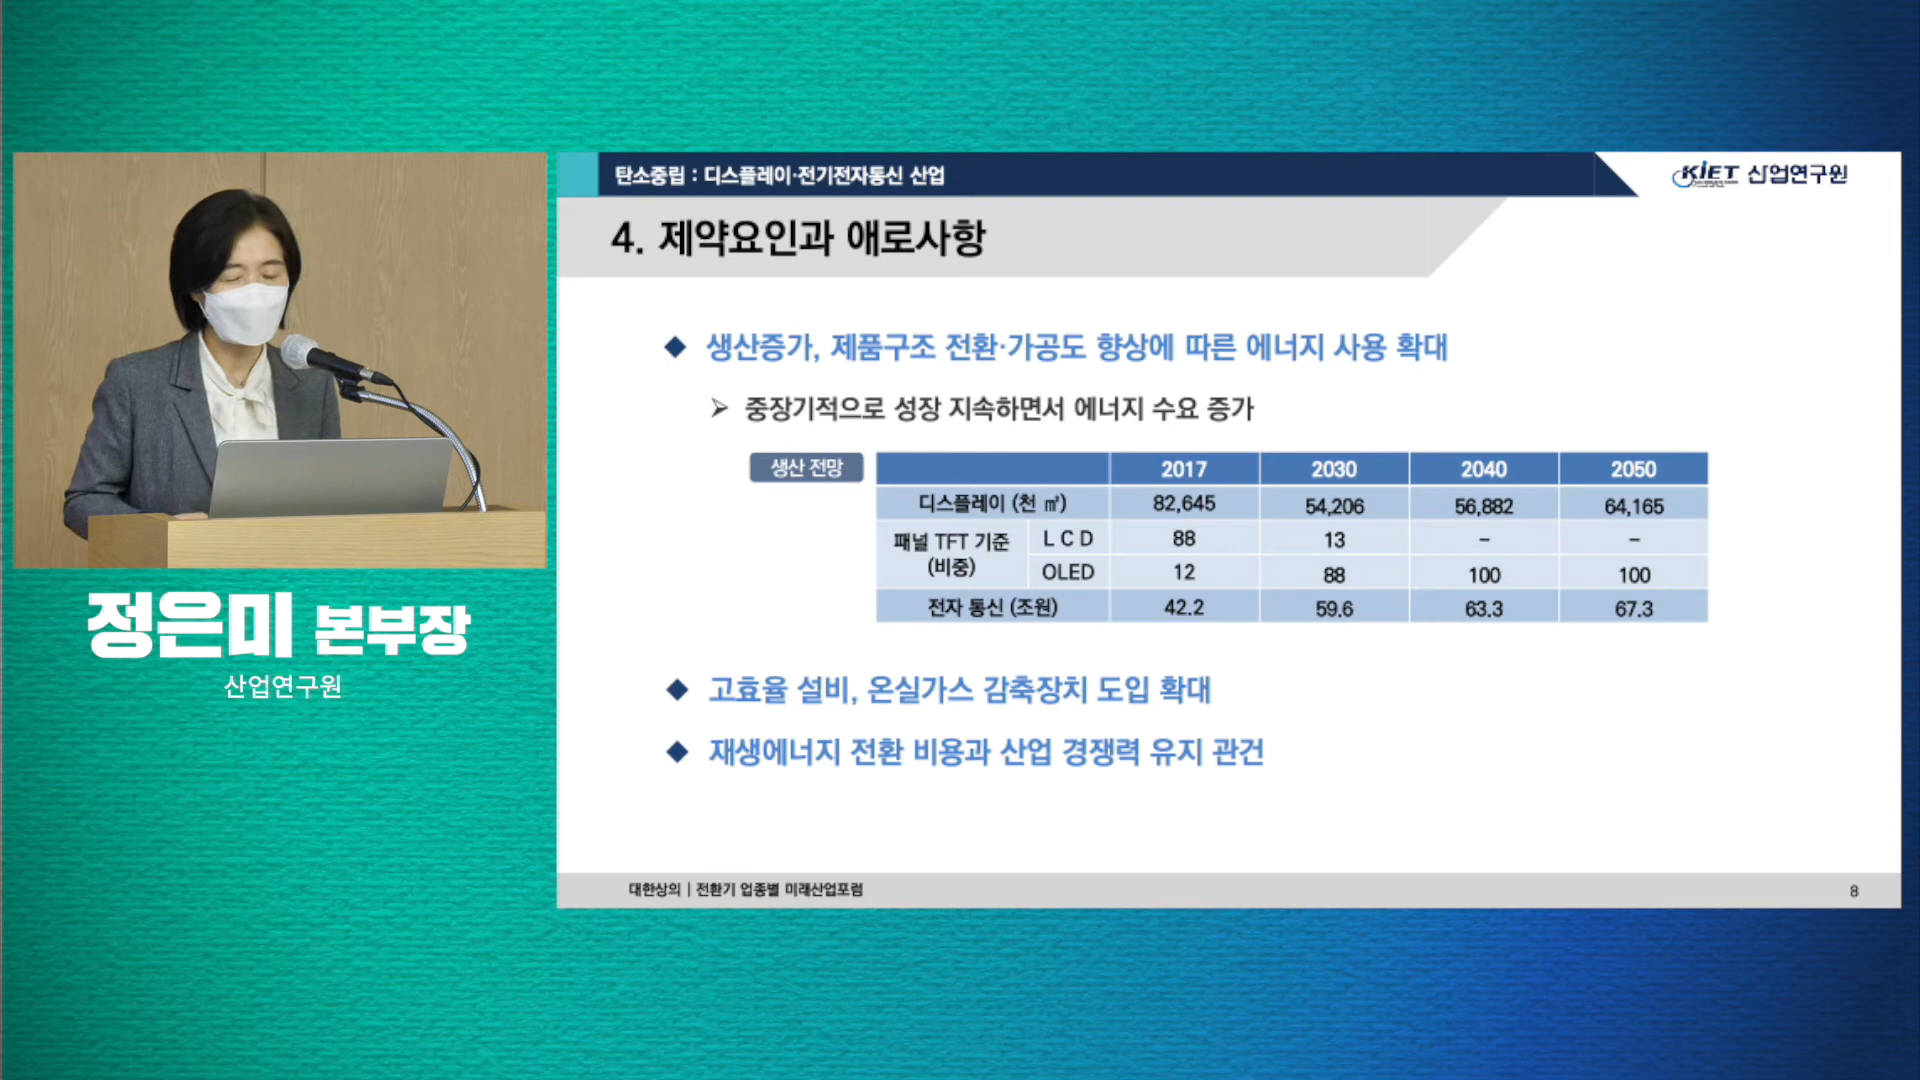 탄소중립 : 디스플레이·전기전자통신 산업
KiET 산업연구원
4. 제약요인과 애로사항
생산증가, 제품구조 전환·가공도 향상에 따른 에너지 사용 확대
중장기적으로 성장 지속하면서 에너지 수요 증가
생산 전망
2017 2030 2040 2050
디스플레이 (천 ㎡) 82,645 54,206 56,882 64,165
패널 TFT 기준 (비중) L C D 88 13 – –
OLED 12 88 100 100
전자 통신 (조원) 42.2 59.6 63.3 67.3
고효율 설비, 온실가스 감축장치 도입 확대
재생에너지 전환 비용과 산업 경쟁력 유지 관건
대한상의 | 전환기 업종별 미래산업포럼
8
정은미 본부장
산업연구원